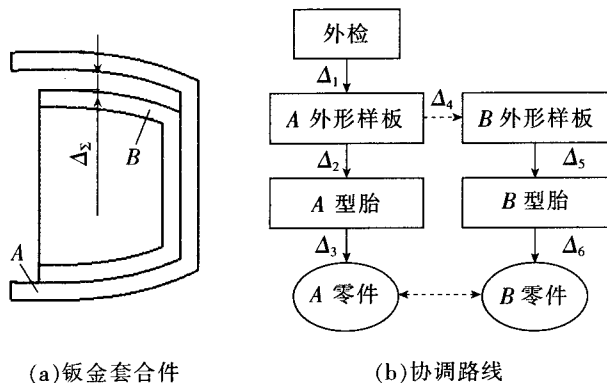 Δ_Σ
B
A
(a)钣金套合件
外检
Δ₁
A 外形样板
Δ₄
B 外形样板
Δ₂
Δ₅
A 型胎
B 型胎
Δ₃
Δ₆
A 零件
B 零件
(b)协调路线